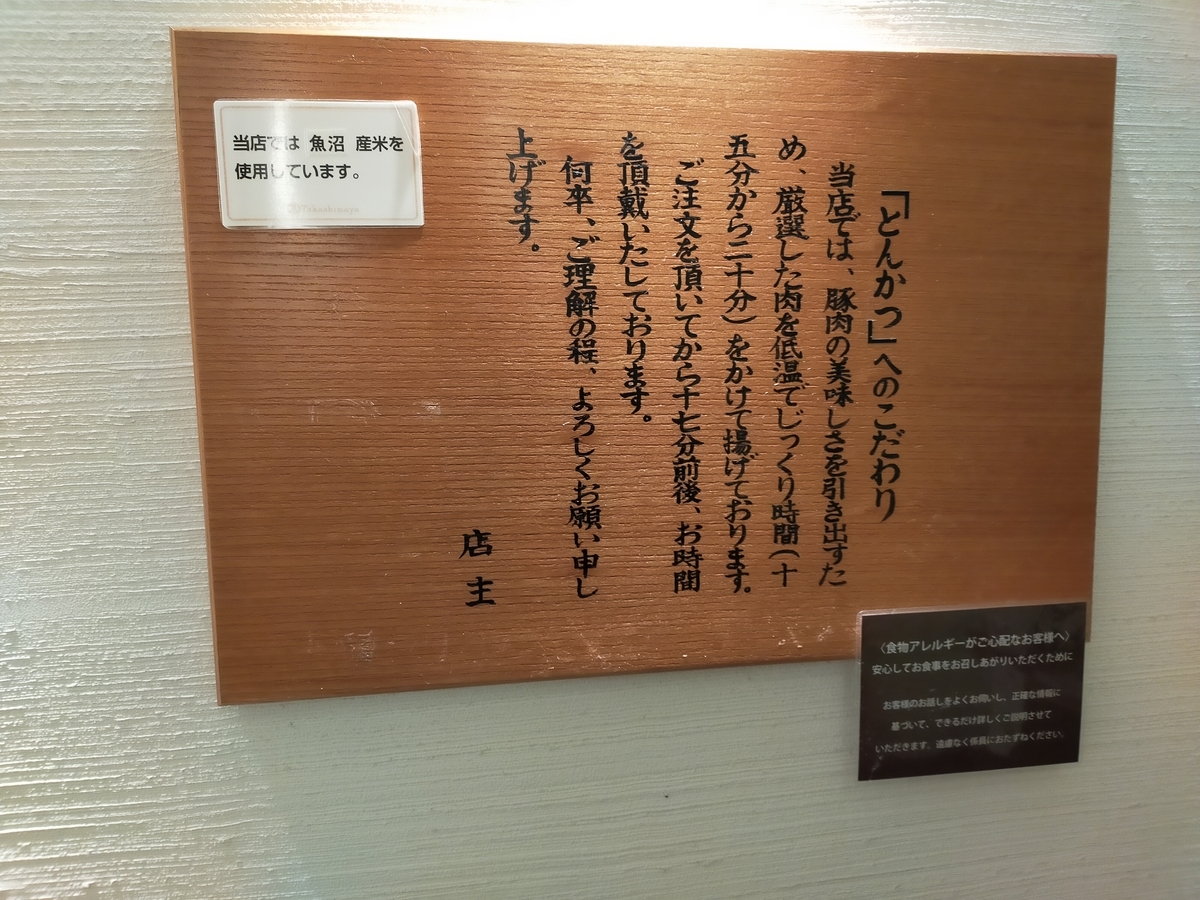 「とんかつ」へのこだわり
当店では、豚肉の美味しさを引き出すた
め、厳選した肉を低温でじっくり時間（十
五分から二十分）をかけて揚げております。
ご注文を頂いてから十七分前後、お時間
を頂戴いたしております。
何卒、ご理解の程、よろしくお願い申し
上げます。
店主
当店では 魚沼 産米を
使用しています。
Takashimaya
〈食物アレルギーがご心配なお客様へ〉
安心してお食事をお召しあがりいただくために
お客様のお話しをよくお伺いし、正確な情報に
基づいて、できるだけ詳しくご説明させて
いただきます。遠慮なく係員におたずねください。